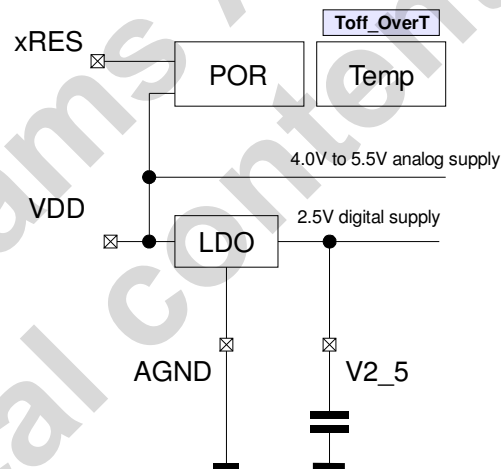 Toff_OverT
xRES
POR
Temp
4.0V to 5.5V analog supply
VDD
2.5V digital supply
LDO
AGND
V2_5